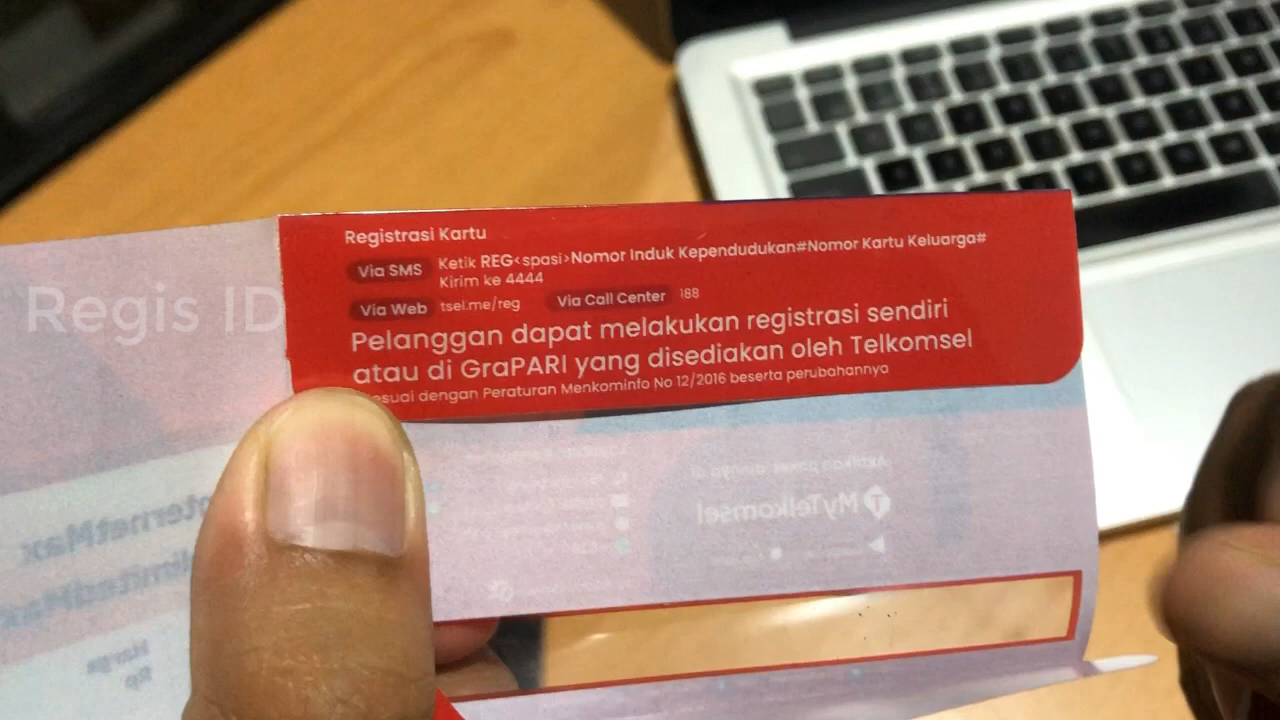 Regis ID
Registrasi Kartu
Via SMS Ketik REG<spasi>Nomor Induk Kependudukan#Nomor Kartu Keluarga#
Kirim ke 4444
Via Web tsel.me/reg Via Call Center 188
Pelanggan dapat melakukan registrasi sendiri
atau di GraPARI yang disediakan oleh Telkomsel
esuai dengan Peraturan Menkominfo No 12/2016 beserta perubahannya
MyTelkomsel
Harga
Rp